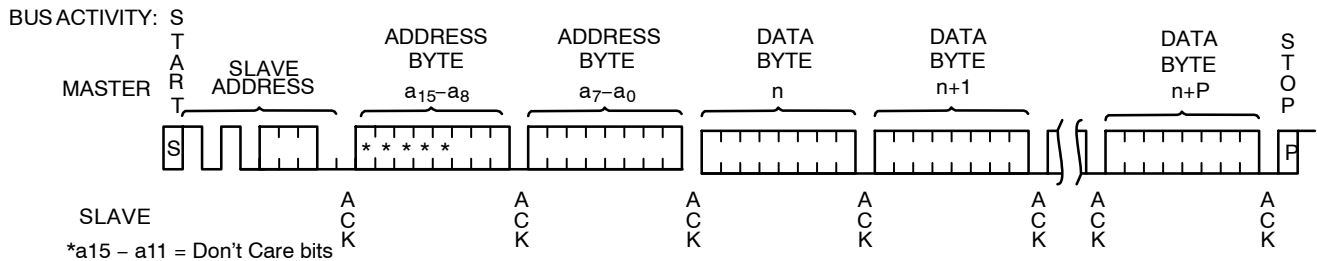 BUS ACTIVITY:
START
MASTER
SLAVE
ADDRESS
ADDRESS
BYTE
a15–a8
ADDRESS
BYTE
a7–a0
DATA
BYTE
n
DATA
BYTE
n+1
DATA
BYTE
n+P
STOP
S
* * * * *
P
SLAVE
ACK
ACK
ACK
ACK
ACK
ACK
ACK
*a15 – a11 = Don't Care bits